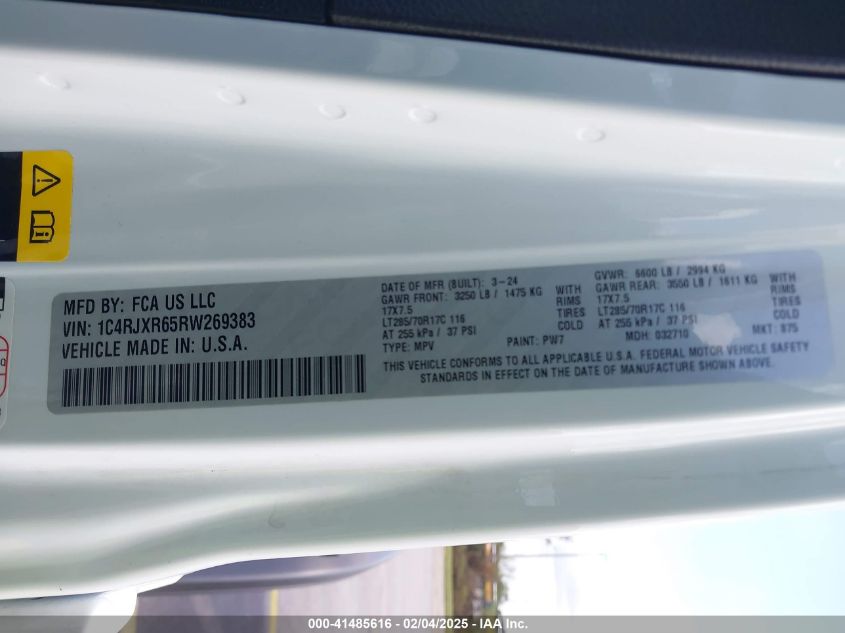 MFD BY: FCA US LLC
VIN: 1C4RJXR65RW269383
VEHICLE MADE IN: U.S.A.
DATE OF MFR (BUILT): 3-24
GAWR FRONT: 3250 LB / 1475 KG WITH
17X7.5 RIMS
LT285/70R17C 116 TIRES
AT 255 kPa / 37 PSI COLD
TYPE: MPV PAINT: PW7
GVWR: 6600 LB / 2994 KG
GAWR REAR: 3550 LB / 1611 KG WITH
17X7.5 RIMS
LT285/70R17C 116 TIRES
AT 255 kPa / 37 PSI COLD
MDH: 032710 MKT: 875
THIS VEHICLE CONFORMS TO ALL APPLICABLE U.S.A. FEDERAL MOTOR VEHICLE SAFETY
STANDARDS IN EFFECT ON THE DATE OF MANUFACTURE SHOWN ABOVE.
000-41485616 - 02/04/2025 - IAA Inc.